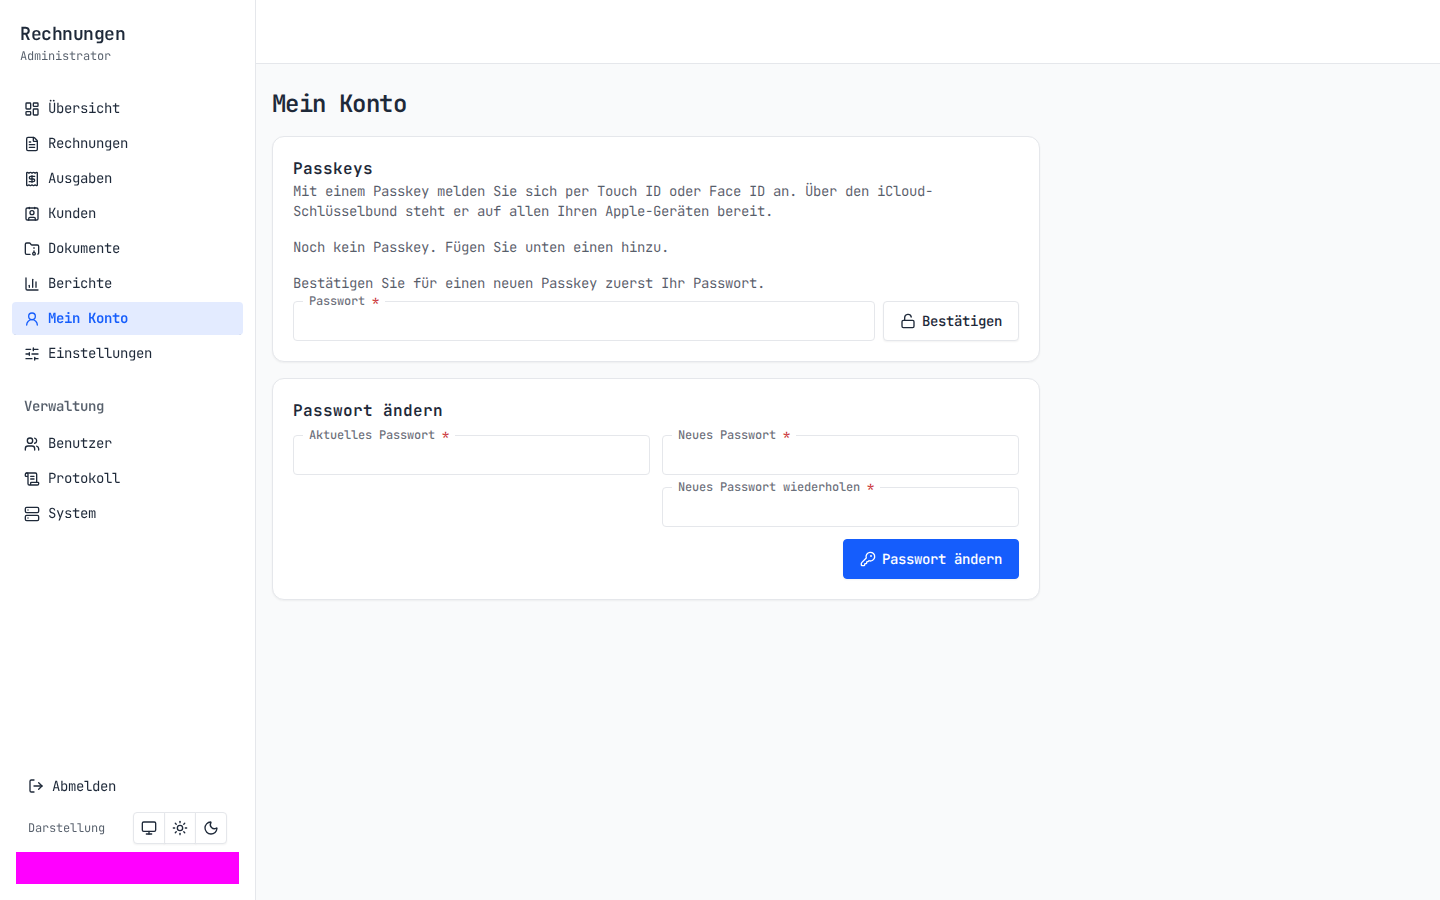 Rechnungen
Administrator
Übersicht
Rechnungen
Ausgaben
Kunden
Dokumente
Berichte
Mein Konto
Einstellungen
Verwaltung
Benutzer
Protokoll
System
Abmelden
Darstellung
Mein Konto
Passkeys
Mit einem Passkey melden Sie sich per Touch ID oder Face ID an. Über den iCloud-
Schlüsselbund steht er auf allen Ihren Apple-Geräten bereit.
Noch kein Passkey. Fügen Sie unten einen hinzu.
Bestätigen Sie für einen neuen Passkey zuerst Ihr Passwort.
Passwort *
Bestätigen
Passwort ändern
Aktuelles Passwort *
Neues Passwort *
Neues Passwort wiederholen *
Passwort ändern